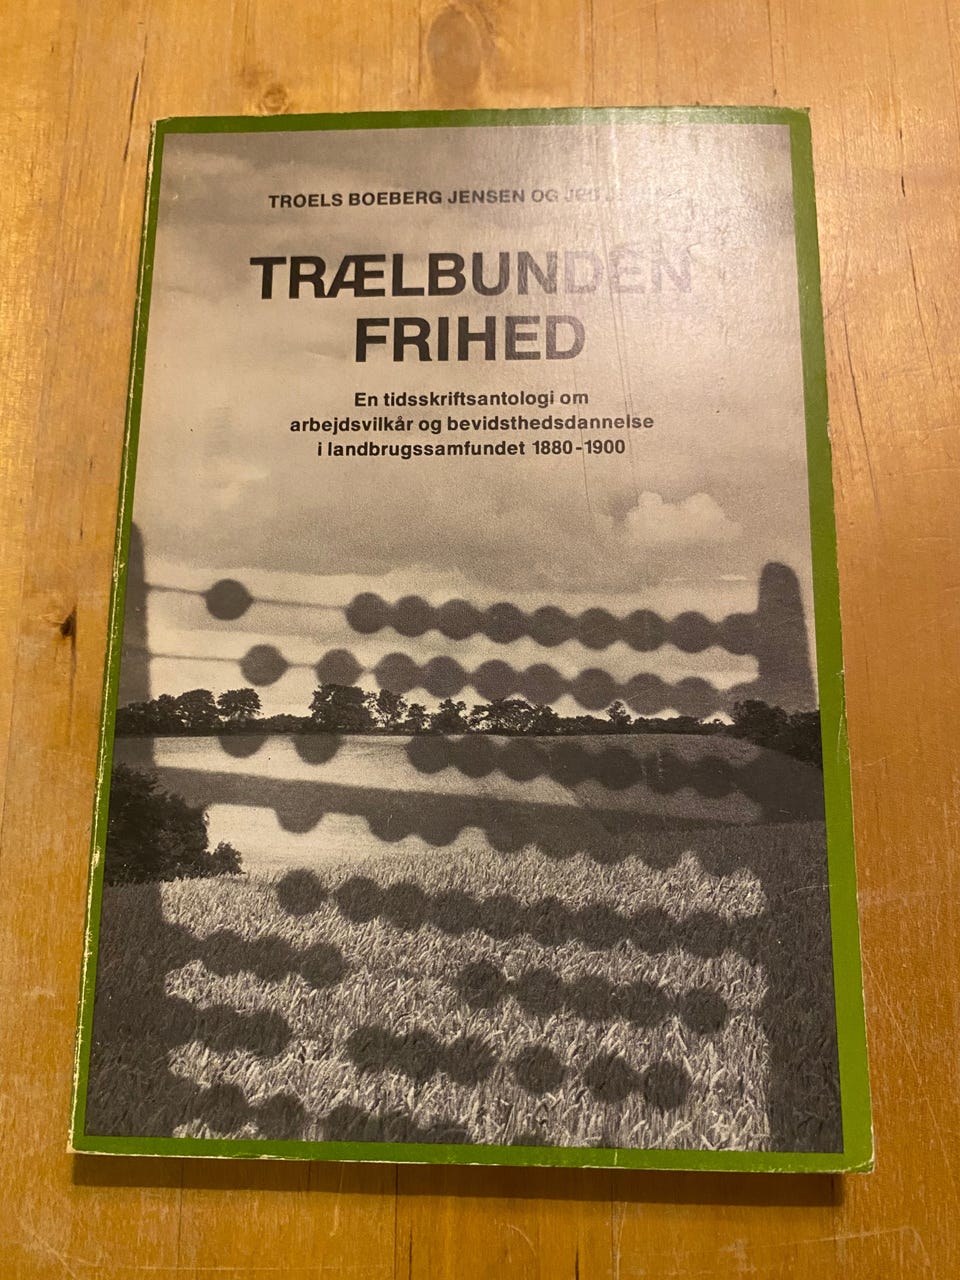 TROELS BOEBERG JENSEN OG
TRÆLBUNDEN
FRIHED
En tidsskriftsantologi om
arbejdsvilkår og bevidsthedsdannelse
i landbrugssamfundet 1880-1900